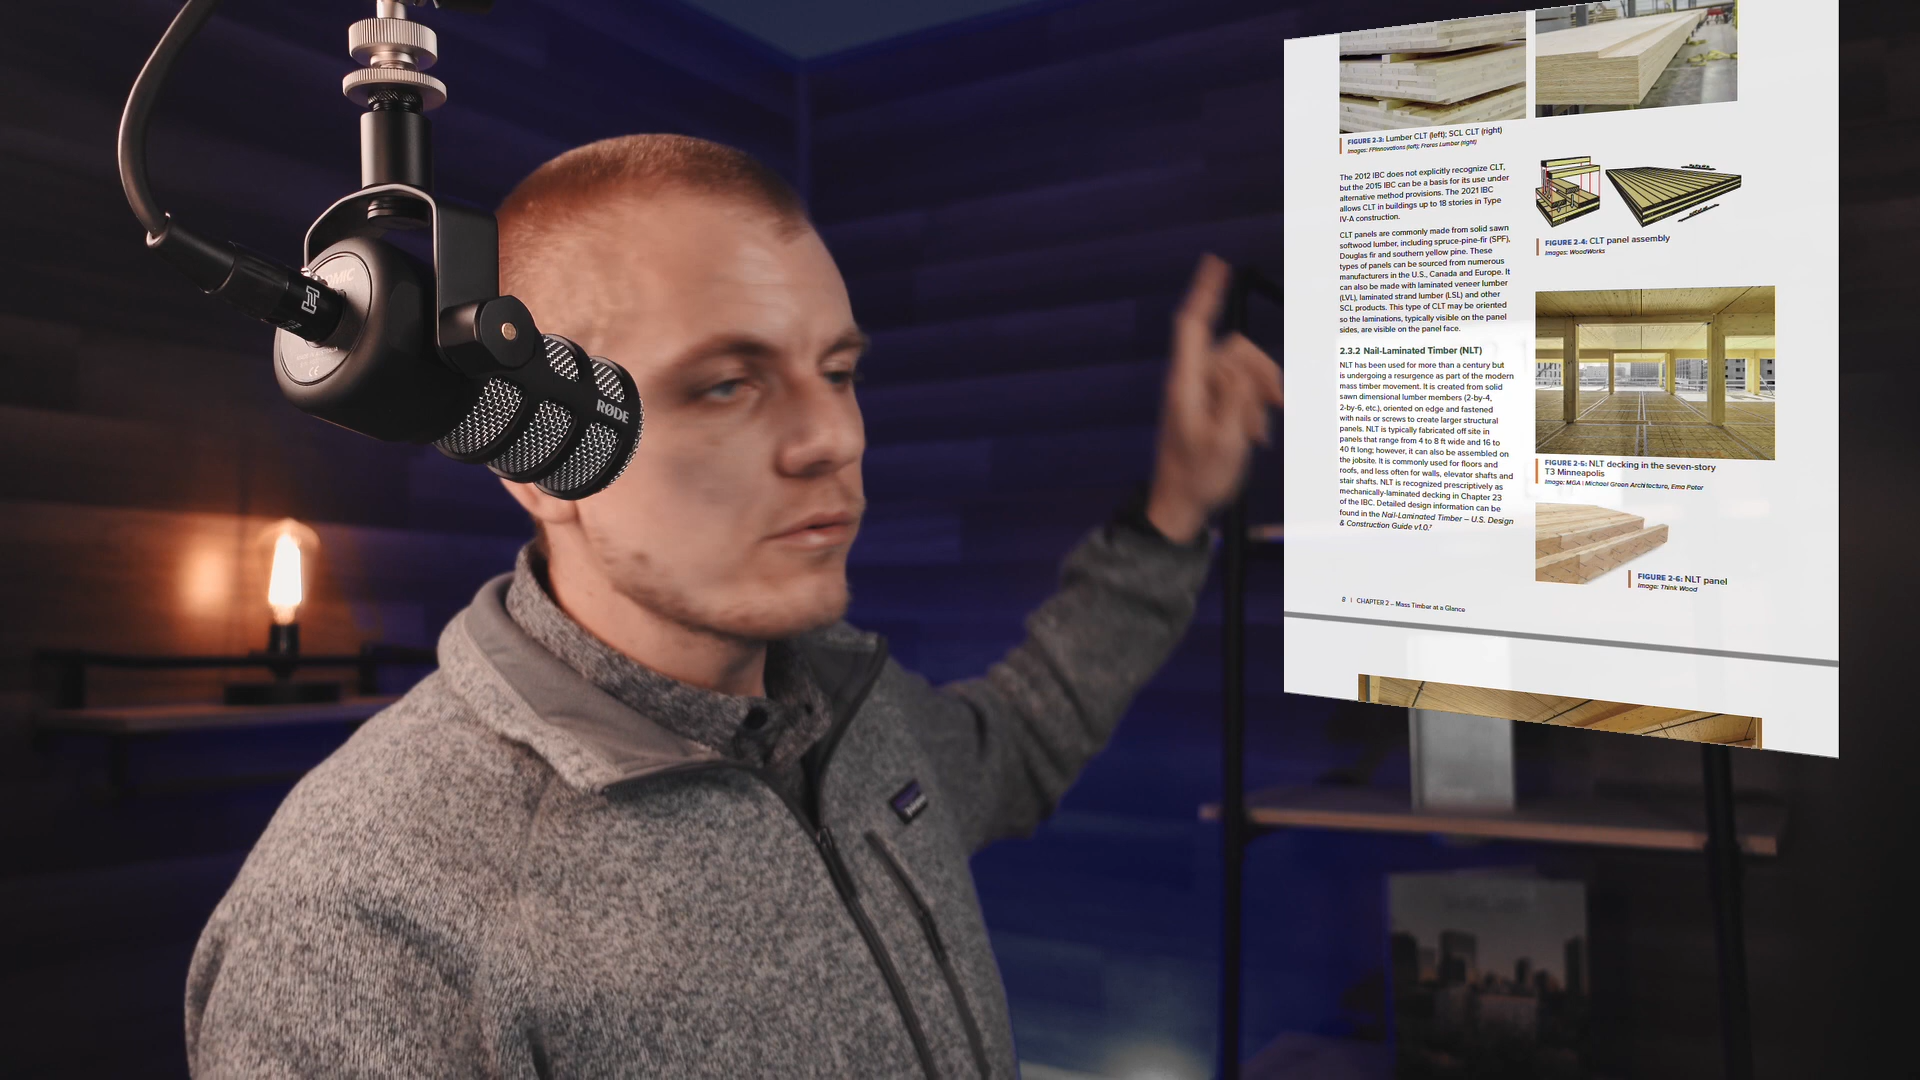 RØDE
FIGURE 2-3: Lumber CLT (left); SCL CLT (right)
Images: FPInnovations (left); Freres Lumber (right)
The 2012 IBC does not explicitly recognize CLT,
but the 2015 IBC can be a basis for its use under
alternative method provisions. The 2021 IBC
allows CLT in buildings up to 18 stories in Type
IV-A construction.
CLT panels are commonly made from solid sawn
softwood lumber, including spruce-pine-fir (SPF),
Douglas fir and southern yellow pine. These
types of panels can be sourced from numerous
manufacturers in the U.S., Canada and Europe. It
can also be made with laminated veneer lumber
(LVL), laminated strand lumber (LSL) and other
SCL products. This type of CLT may be oriented
so the laminations, typically visible on the panel
sides, are visible on the panel face.
2.3.2 Nail-Laminated Timber (NLT)
NLT has been used for more than a century but
is undergoing a resurgence as part of the modern
mass timber movement. It is created from solid
sawn dimensional lumber members (2-by-4,
2-by-6, etc.), oriented on edge and fastened
with nails or screws to create larger structural
panels. NLT is typically fabricated off site in
panels that range from 4 to 8 ft wide and 16 to
40 ft long; however, it can also be assembled on
the jobsite. It is commonly used for floors and
roofs, and less often for walls, elevator shafts and
stair shafts. NLT is recognized prescriptively as
mechanically-laminated decking in Chapter 23
of the IBC. Detailed design information can be
found in the Nail-Laminated Timber – U.S. Design
& Construction Guide v1.0.⁷
8 | CHAPTER 2 – Mass Timber at a Glance
FIGURE 2-4: CLT panel assembly
Images: WoodWorks
FIGURE 2-5: NLT decking in the seven-story
T3 Minneapolis
Image: MGA | Michael Green Architecture, Ema Peter
FIGURE 2-6: NLT panel
Image: Think Wood